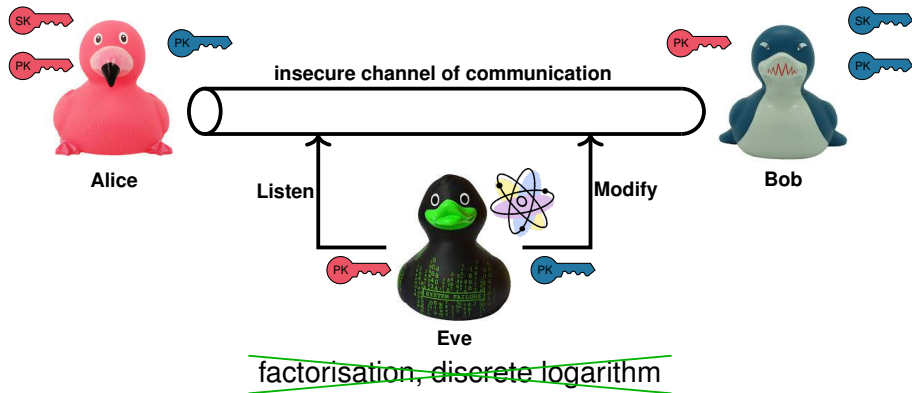 SK
PK
PK
PK
SK
PK
insecure channel of communication
Alice
Bob
Listen
Modify
PK
PK
SYSTEM FAILURE
Eve
factorisation, discrete logarithm